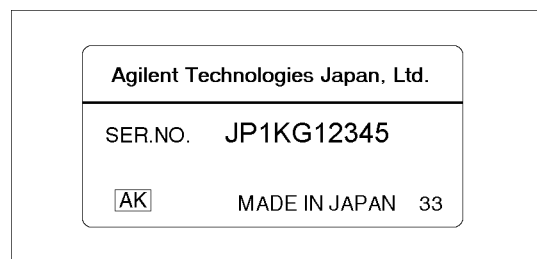 Agilent Technologies Japan, Ltd.
SER.NO. JP1KG12345
AK MADE IN JAPAN 33